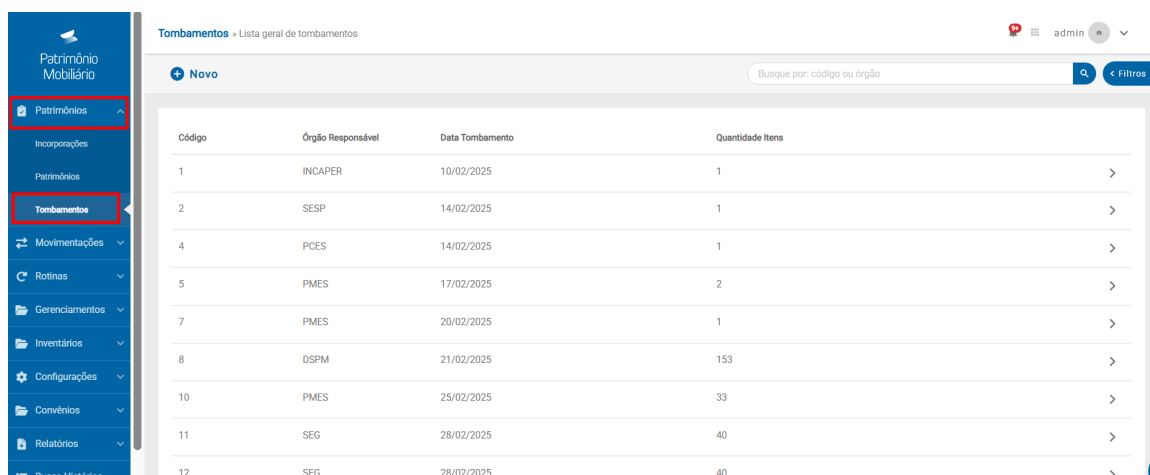 Patrimônio
Mobiliário
Patrimônios
Incorporações
Patrimônios
Tombamentos
Movimentações
Rotinas
Gerenciamentos
Inventários
Configurações
Convênios
Relatórios
Tombamentos » Lista geral de tombamentos
9+
admin
Novo
Busque por: código ou órgão
Filtros
Código Órgão Responsável Data Tombamento Quantidade Itens
1 INCAPER 10/02/2025 1
2 SESP 14/02/2025 1
4 PCES 14/02/2025 1
5 PMES 17/02/2025 2
7 PMES 20/02/2025 1
8 DSPM 21/02/2025 153
10 PMES 25/02/2025 33
11 SEG 28/02/2025 40
12 SEG 28/02/2025 40